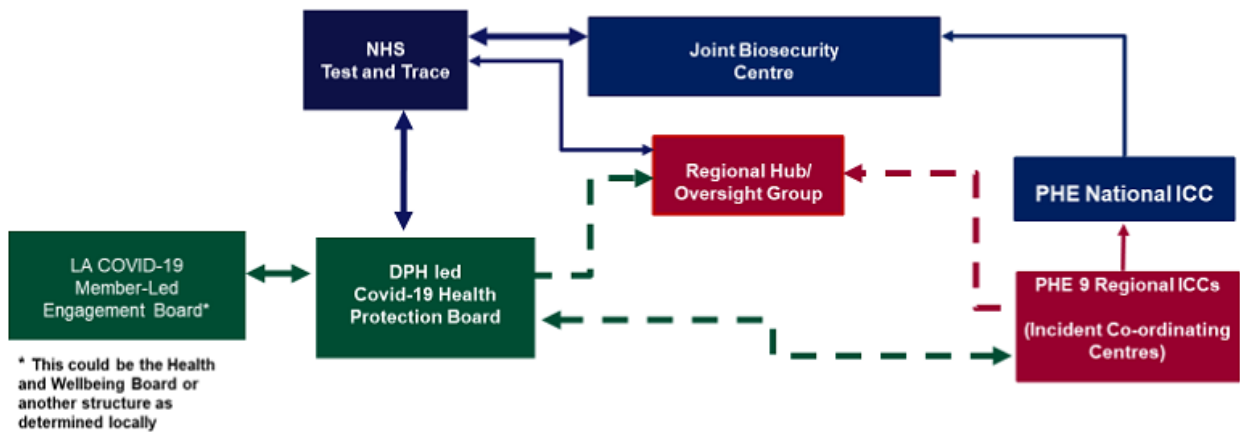 NHS
Test and Trace
Joint Biosecurity
Centre
Regional Hub/
Oversight Group
PHE National ICC
LA COVID-19
Member-Led
Engagement Board*
DPH led
Covid-19 Health
Protection Board
PHE 9 Regional ICCs
(Incident Co-ordinating
Centres)
* This could be the Health
and Wellbeing Board or
another structure as
determined locally